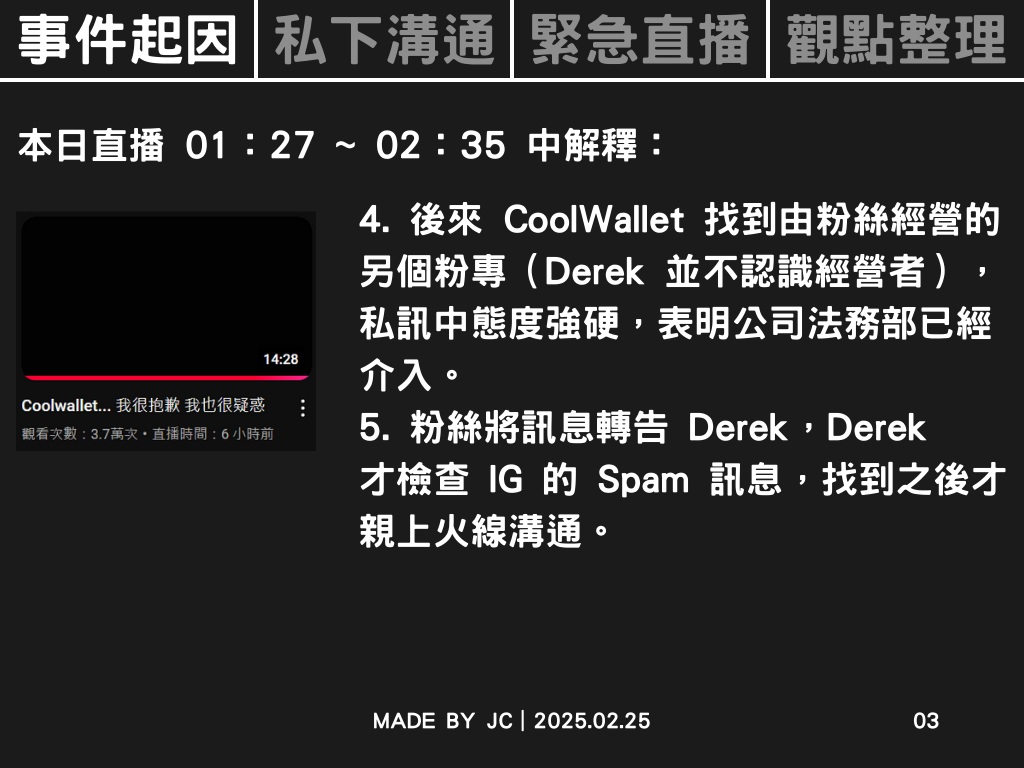 事件起因 私下溝通 緊急直播 觀點整理
本日直播 01：27 ~ 02：35 中解釋：
4. 後來 CoolWallet 找到由粉絲經營的
另個粉專（Derek 並不認識經營者），
私訊中態度強硬，表明公司法務部已經
介入。
5. 粉絲將訊息轉告 Derek，Derek
才檢查 IG 的 Spam 訊息，找到之後才
親上火線溝通。
14:28
Coolwallet... 我很抱歉 我也很疑惑
觀看次數：3.7萬次・直播時間：6 小時前
MADE BY JC | 2025.02.25
03